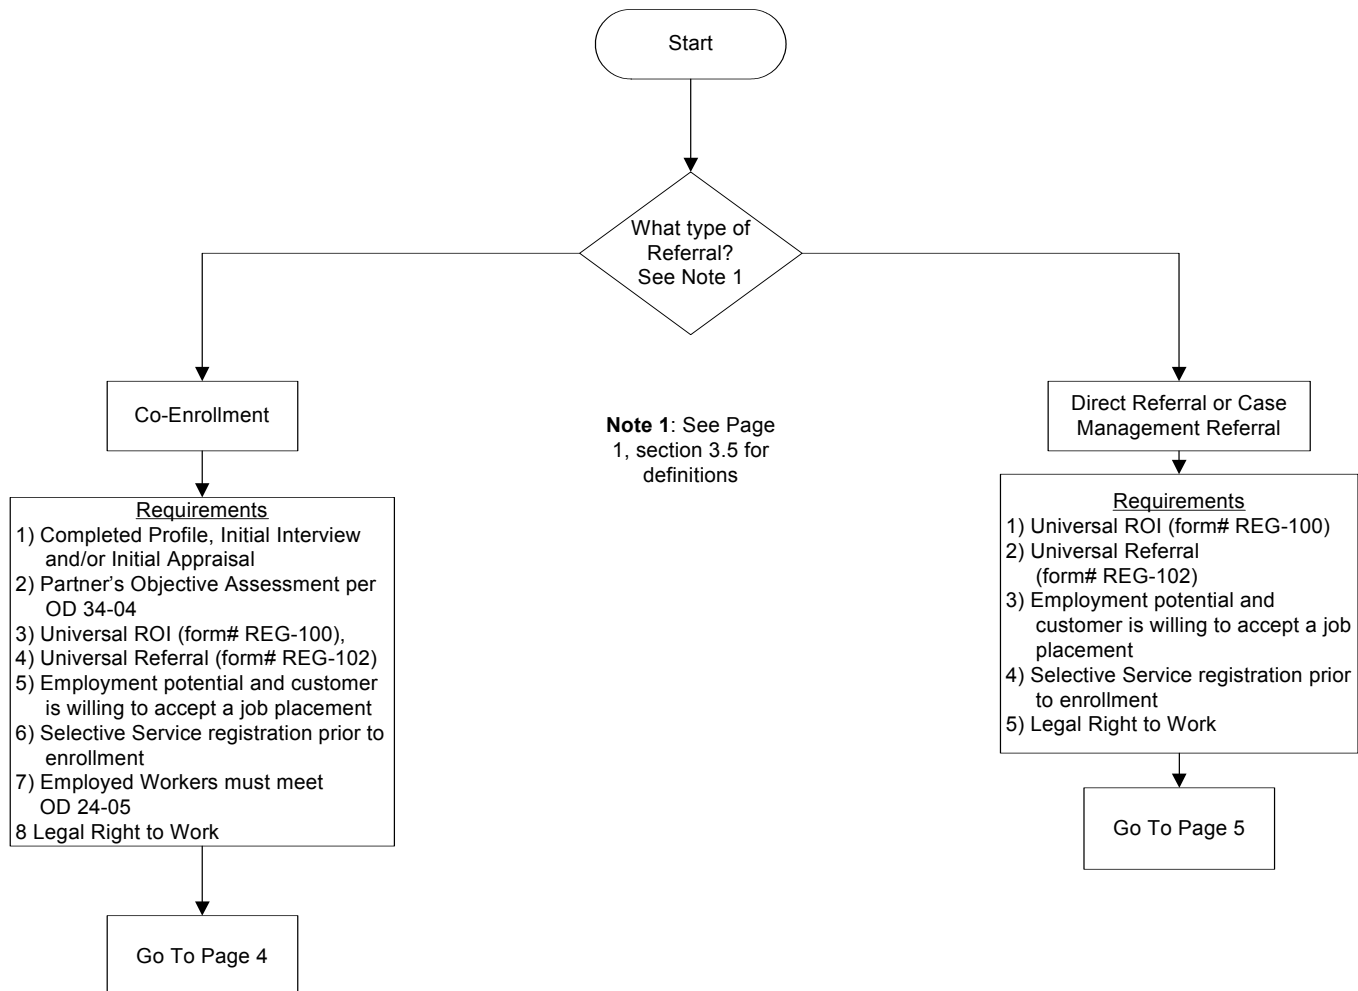 Start
What type of
Referral?
See Note 1
Co-Enrollment
Requirements
1) Completed Profile, Initial Interview
and/or Initial Appraisal
2) Partner's Objective Assessment per
OD 34-04
3) Universal ROI (form# REG-100),
4) Universal Referral (form# REG-102)
5) Employment potential and customer
is willing to accept a job placement
6) Selective Service registration prior to
enrollment
7) Employed Workers must meet
OD 24-05
8 Legal Right to Work
Go To Page 4
Note 1: See Page
1, section 3.5 for
definitions
Direct Referral or Case
Management Referral
Requirements
1) Universal ROI (form# REG-100)
2) Universal Referral
(form# REG-102)
3) Employment potential and
customer is willing to accept a job
placement
4) Selective Service registration prior
to enrollment
5) Legal Right to Work
Go To Page 5